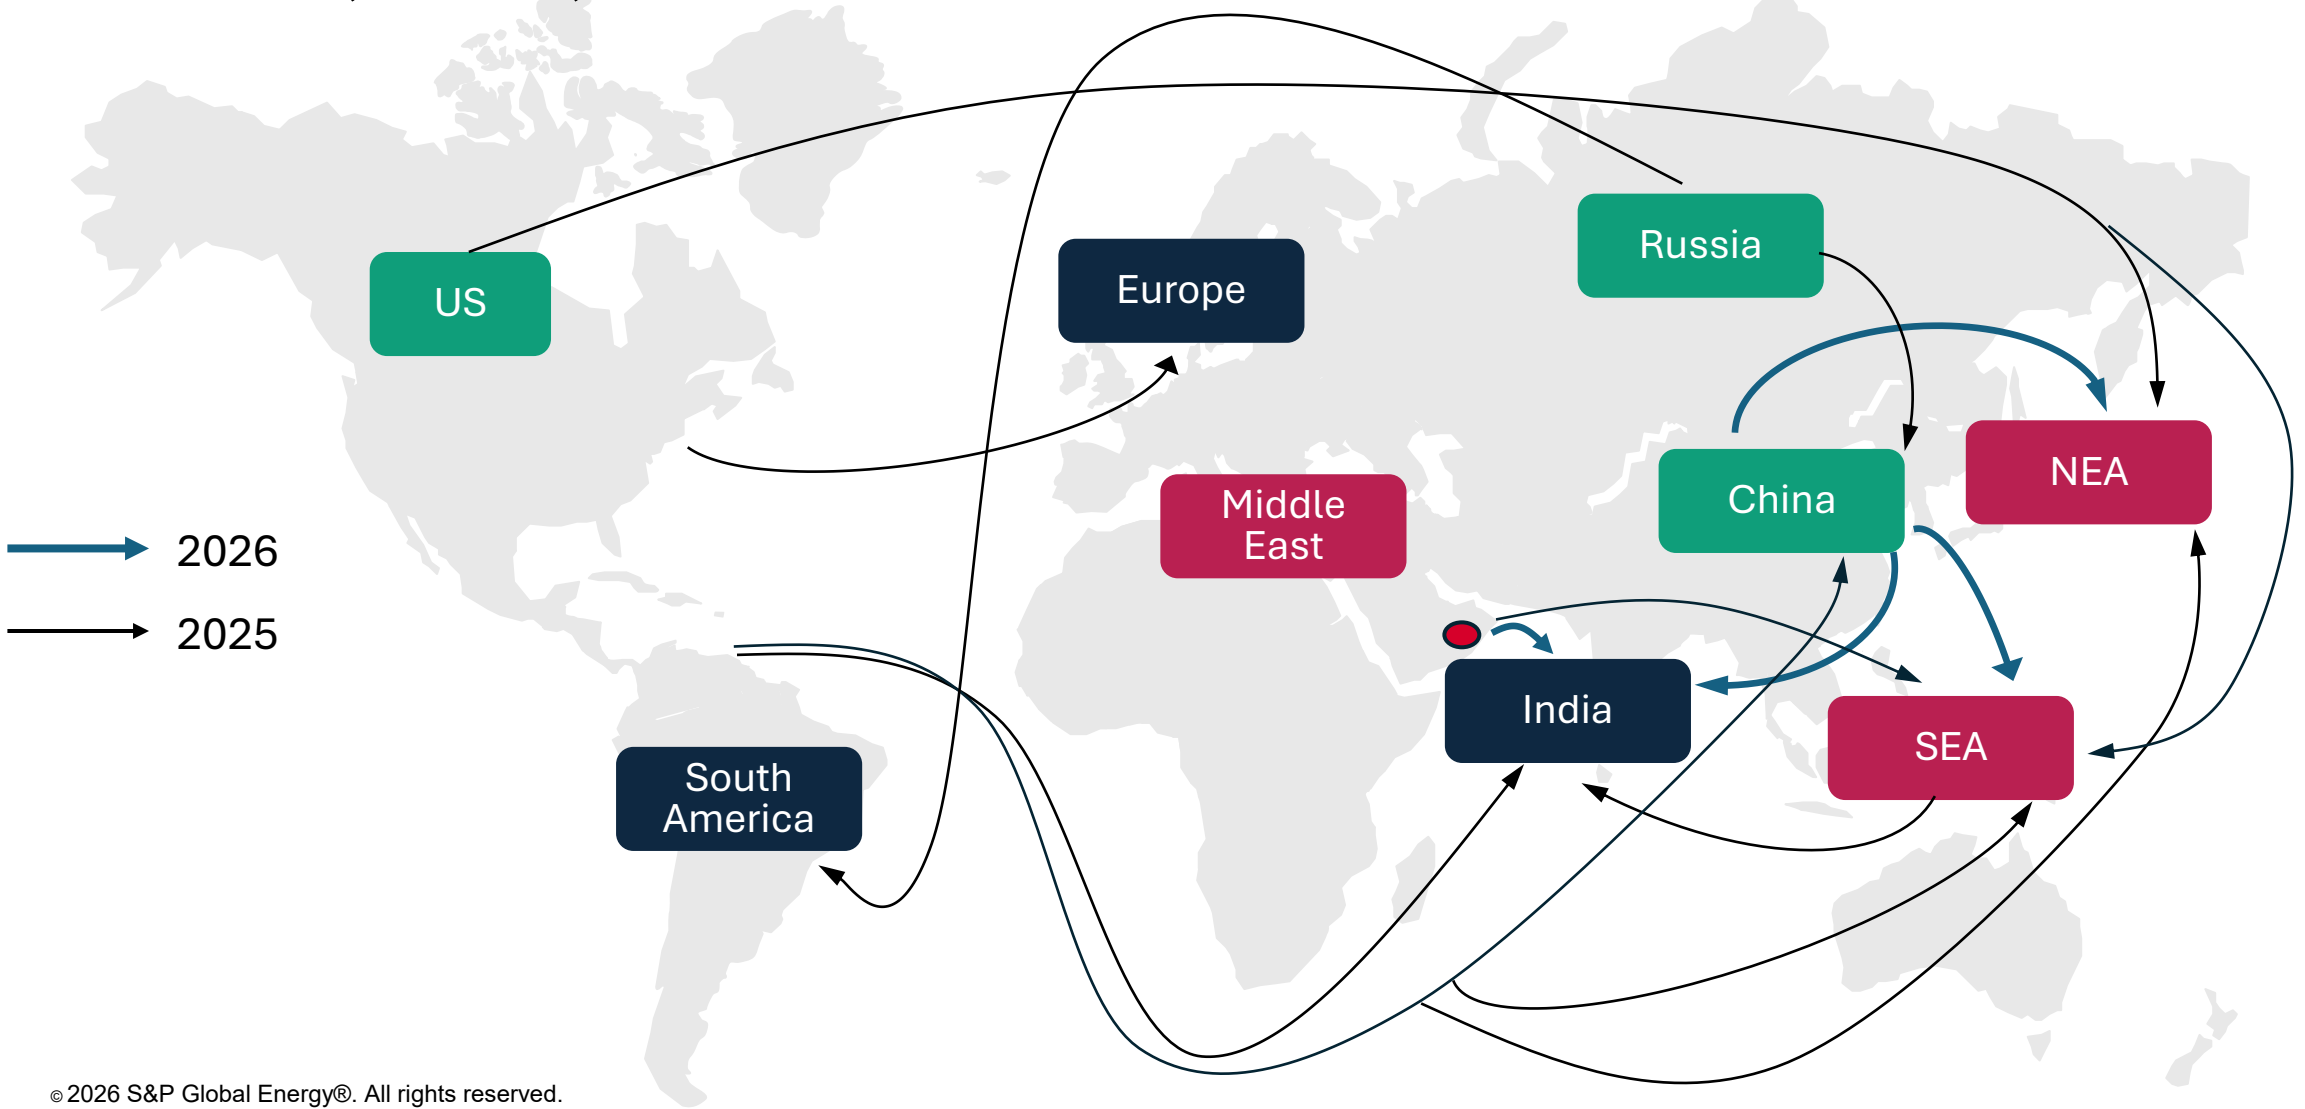 US
Europe
Russia
Middle
East
China
NEA
2026
2025
India
SEA
South
America
© 2026 S&P Global Energy®. All rights reserved.